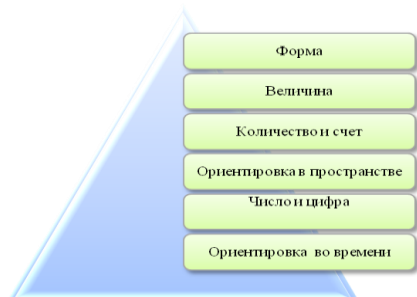 Форма
Величина
Количество и счет
Ориентировка в пространстве
Число и цифра
Ориентировка во времени